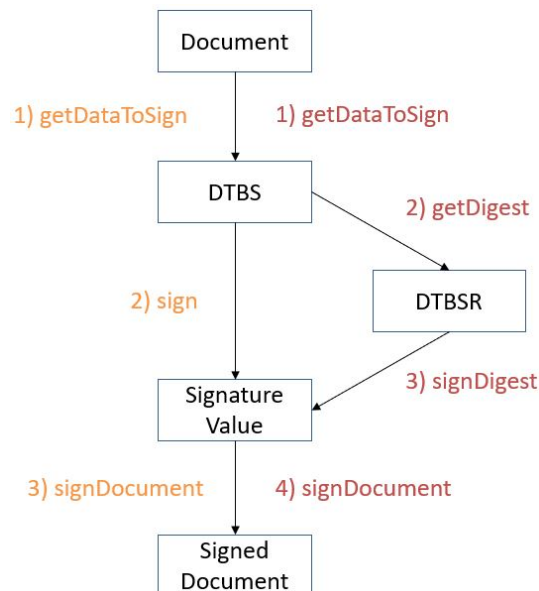 Document
1) getDataToSign
1) getDataToSign
DTBS
2) getDigest
2) sign
DTBSR
3) signDigest
Signature
Value
3) signDocument
4) signDocument
Signed
Document